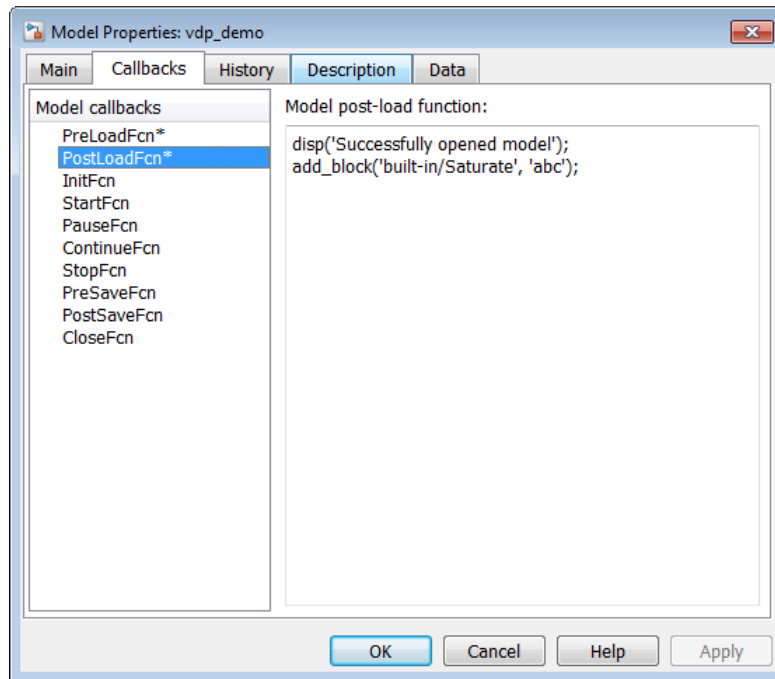 Model Properties: vdp_demo
Main Callbacks History Description Data
Model callbacks
PreLoadFcn*
PostLoadFcn*
InitFcn
StartFcn
PauseFcn
ContinueFcn
StopFcn
PreSaveFcn
PostSaveFcn
CloseFcn
Model post-load function:
disp('Successfully opened model');
add_block('built-in/Saturate', 'abc');
OK Cancel Help Apply